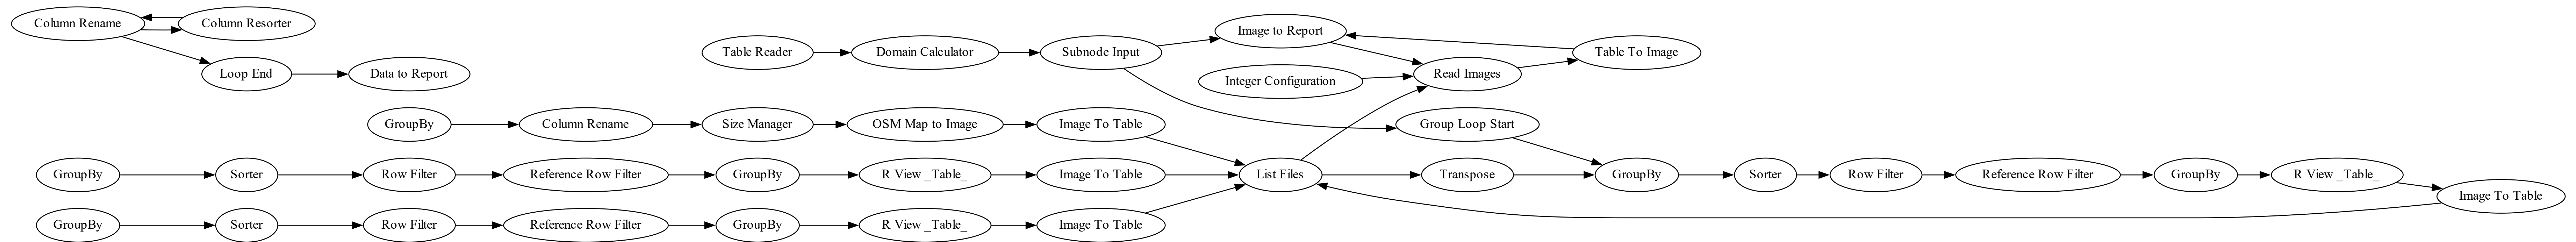 Column Rename
Column Resorter
Table Reader
Domain Calculator
Subnode Input
Image to Report
Table To Image
Loop End
Data to Report
Integer Configuration
Read Images
GroupBy
Column Rename
Size Manager
OSM Map to Image
Image To Table
Group Loop Start
GroupBy
Sorter
Row Filter
Reference Row Filter
GroupBy
R View _Table_
Image To Table
List Files
Transpose
GroupBy
Sorter
Row Filter
Reference Row Filter
GroupBy
R View _Table_
Image To Table
GroupBy
Sorter
Row Filter
Reference Row Filter
GroupBy
R View _Table_
Image To Table